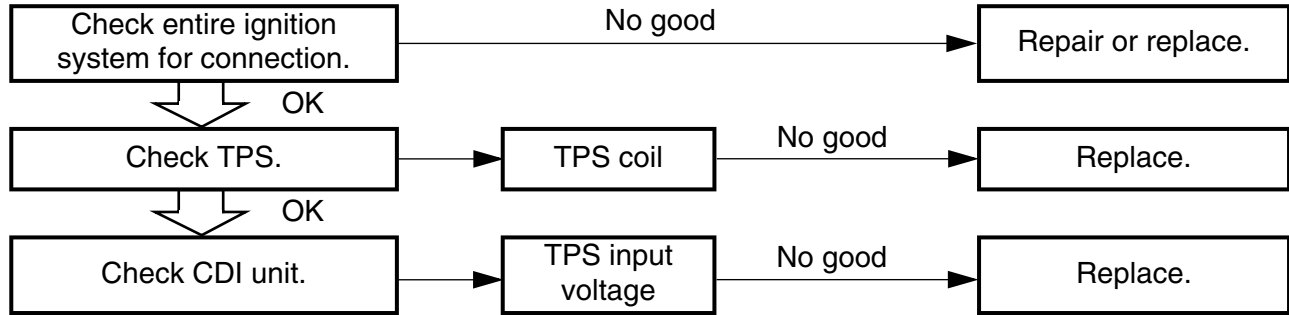 Check entire ignition
system for connection.
No good
Repair or replace.
OK
Check TPS.
TPS coil
No good
Replace.
OK
Check CDI unit.
TPS input
voltage
No good
Replace.